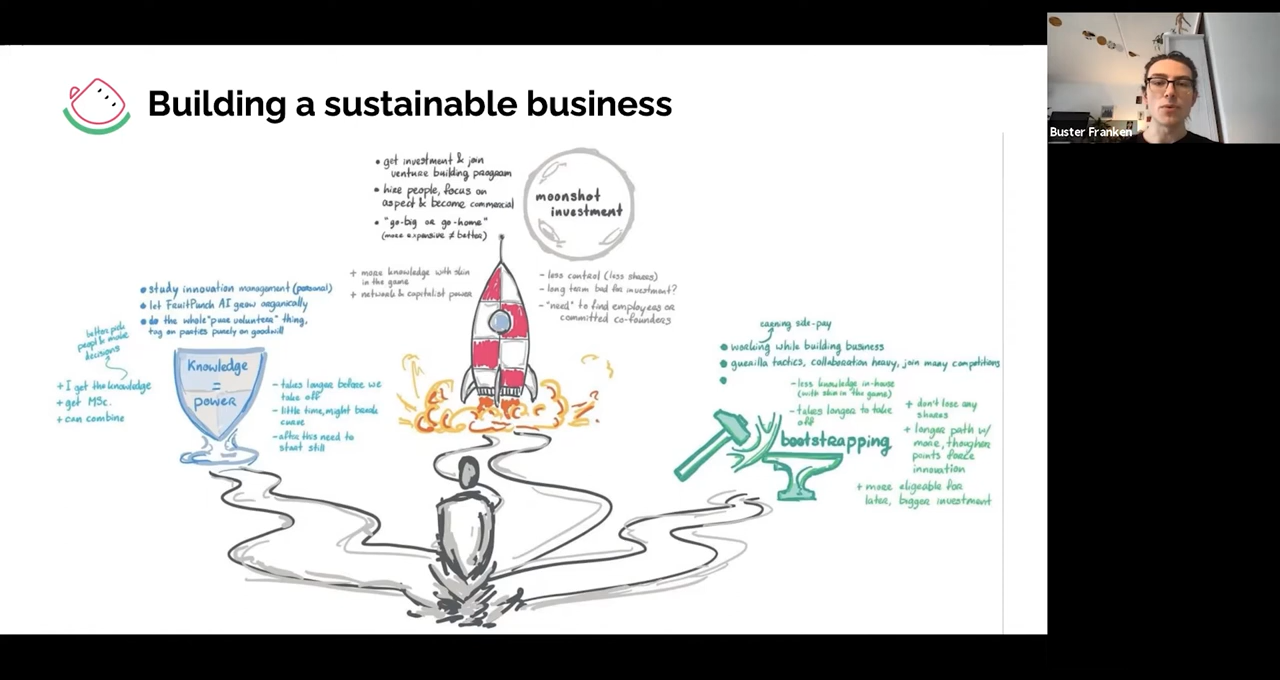 Building a sustainable business
Buster Franken
• get investment & join
venture building program
• hire people, focus on
aspect & become commercial
• "go-big or go-home"
(more expensive ≠ better)
moonshot
investment
+ more knowledge with skin
in the game
+ network & capitalist power
- less control (less shares)
- long term bad for investment?
- "need" to find employees or
committed co-founders
• study innovation management (personal)
• let FruitPunch AI grow organically
• do the whole "pure volunteer" thing,
tag on parties purely on goodwill
better pick
people & make
decisions
Knowledge
=
power
+ I get the knowledge
+ get MSc.
+ can combine
- takes longer before we
take off
- little time, might break
curve
- after this need to
start still
earning side-pay
• working while building business
• guerilla tactics, collaboration heavy, join many competitions
•
- less knowledge in-house
(with skin in the game)
- takes longer to take
off
bootstrapping
+ don't lose any
shares
+ longer path w/
more, thougher
points force
innovation
+ more eligeable for
later, bigger investment